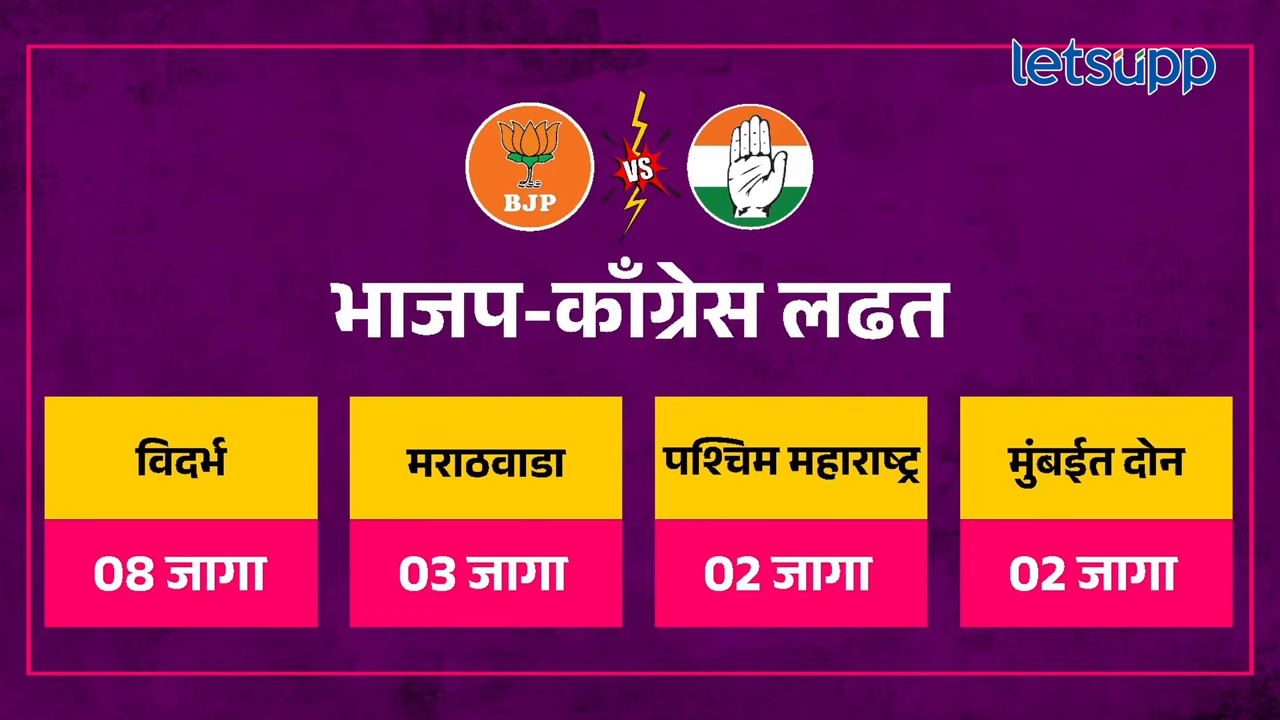 letsupp
BJP
VS
भाजप-काँग्रेस लढत
विदर्भ
08 जागा
मराठवाडा
03 जागा
पश्चिम महाराष्ट्र
02 जागा
मुंबईत दोन
02 जागा